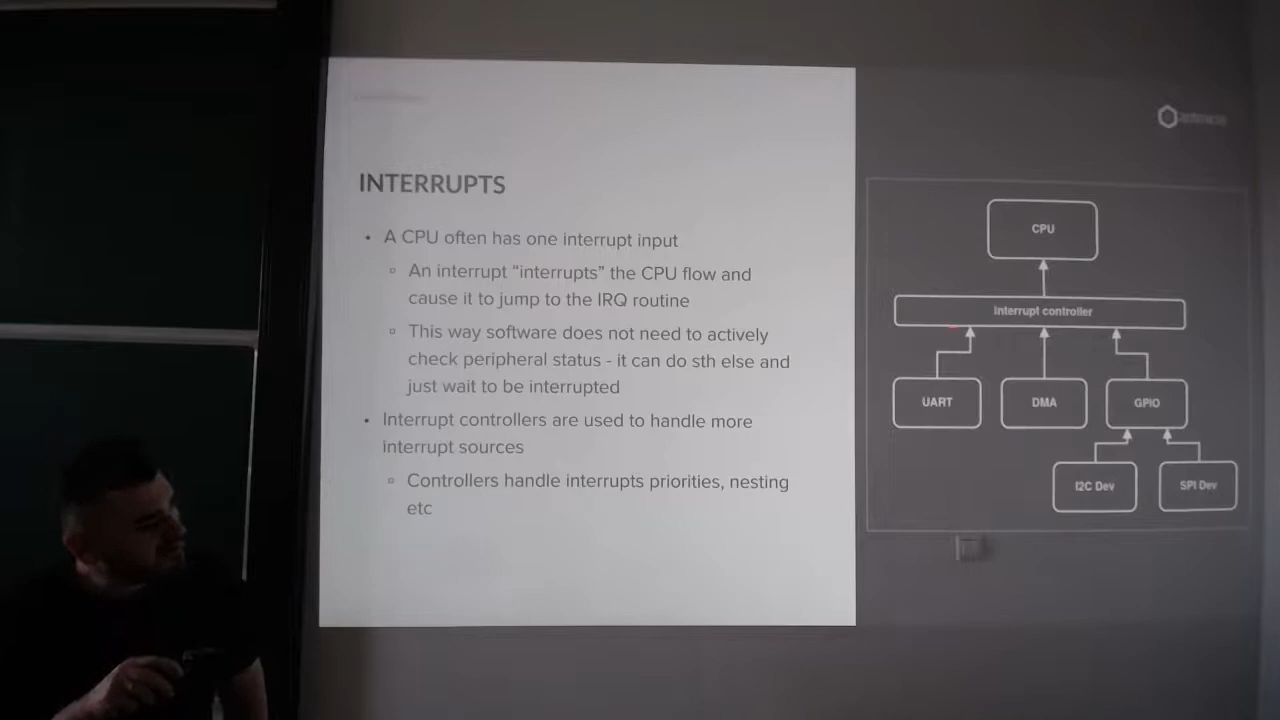 INTERRUPTS
• A CPU often has one interrupt input
▫ An interrupt “interrupts” the CPU flow and
cause it to jump to the IRQ routine
▫ This way software does not need to actively
check peripheral status - it can do sth else and
just wait to be interrupted
• Interrupt controllers are used to handle more
interrupt sources
▫ Controllers handle interrupts priorities, nesting
etc
CPU
Interrupt controller
UART
DMA
GPIO
I2C Dev
SPI Dev